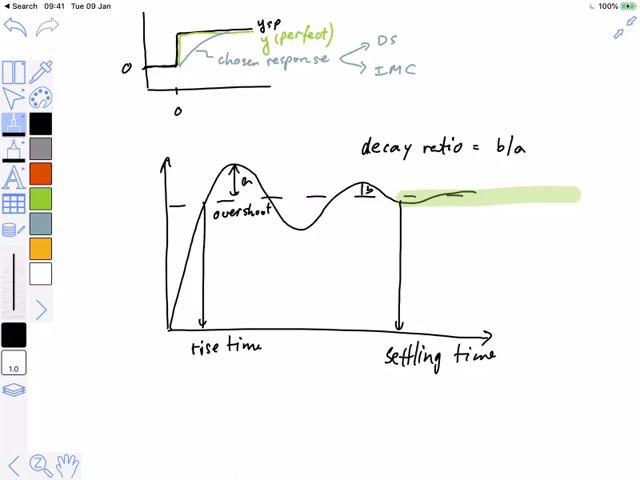 Search 09:41 Tue 09 Jan
100%
ysp
y (perfect)
0
chosen response
DS
IMC
0
decay ratio = b/a
a
b
overshoot
rise time
settling time
1.0